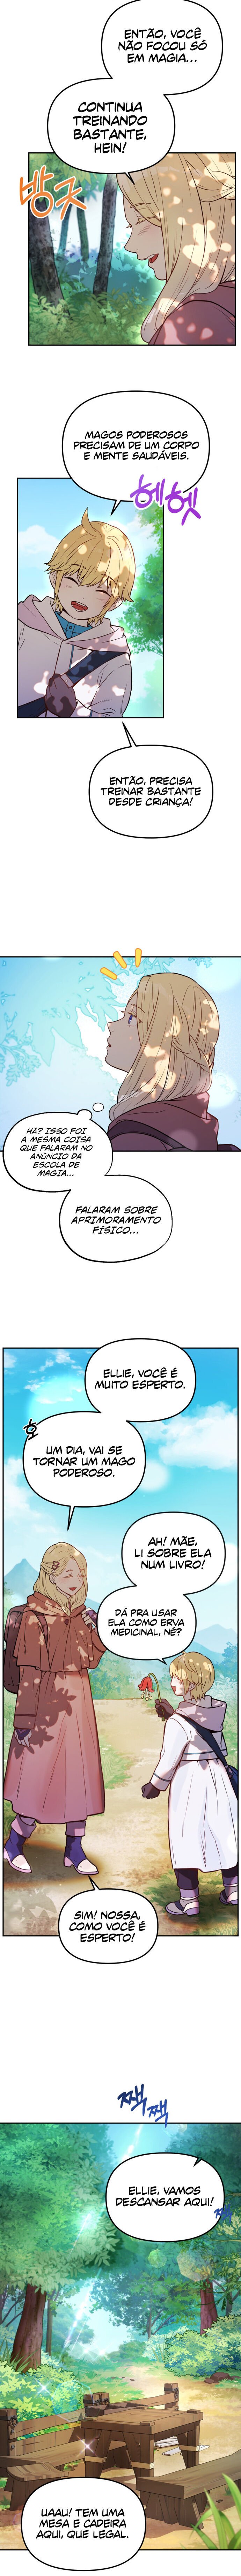 ENTÃO, VOCÊ
NÃO FOCOU SÓ
EM MAGIA...
CONTINUA
TREINANDO
BASTANTE,
HEIN!
방긋
MAGOS PODEROSOS
PRECISAM DE UM CORPO
E MENTE SAUDÁVEIS.
헤헷
ENTÃO, PRECISA
TREINAR BASTANTE
DESDE CRIANÇA!
HÃ? ISSO FOI
A MESMA COISA
QUE FALARAM NO
ANÚNCIO DA
ESCOLA DE
MAGIA...
FALARAM SOBRE
APRIMORAMENTO
FÍSICO...
ELLIE, VOCÊ É
MUITO ESPERTO.
UM DIA, VAI SE
TORNAR UM MAGO
PODEROSO.
AH! MÃE,
LI SOBRE ELA
NUM LIVRO!
DÁ PRA USAR
ELA COMO ERVA
MEDICINAL, NÉ?
SIM! NOSSA,
COMO VOCÊ É
ESPERTO!
짹짹
ELLIE, VAMOS
DESCANSAR AQUI!
짹
UAAU! TEM UMA
MESA E CADEIRA
AQUI, QUE LEGAL.